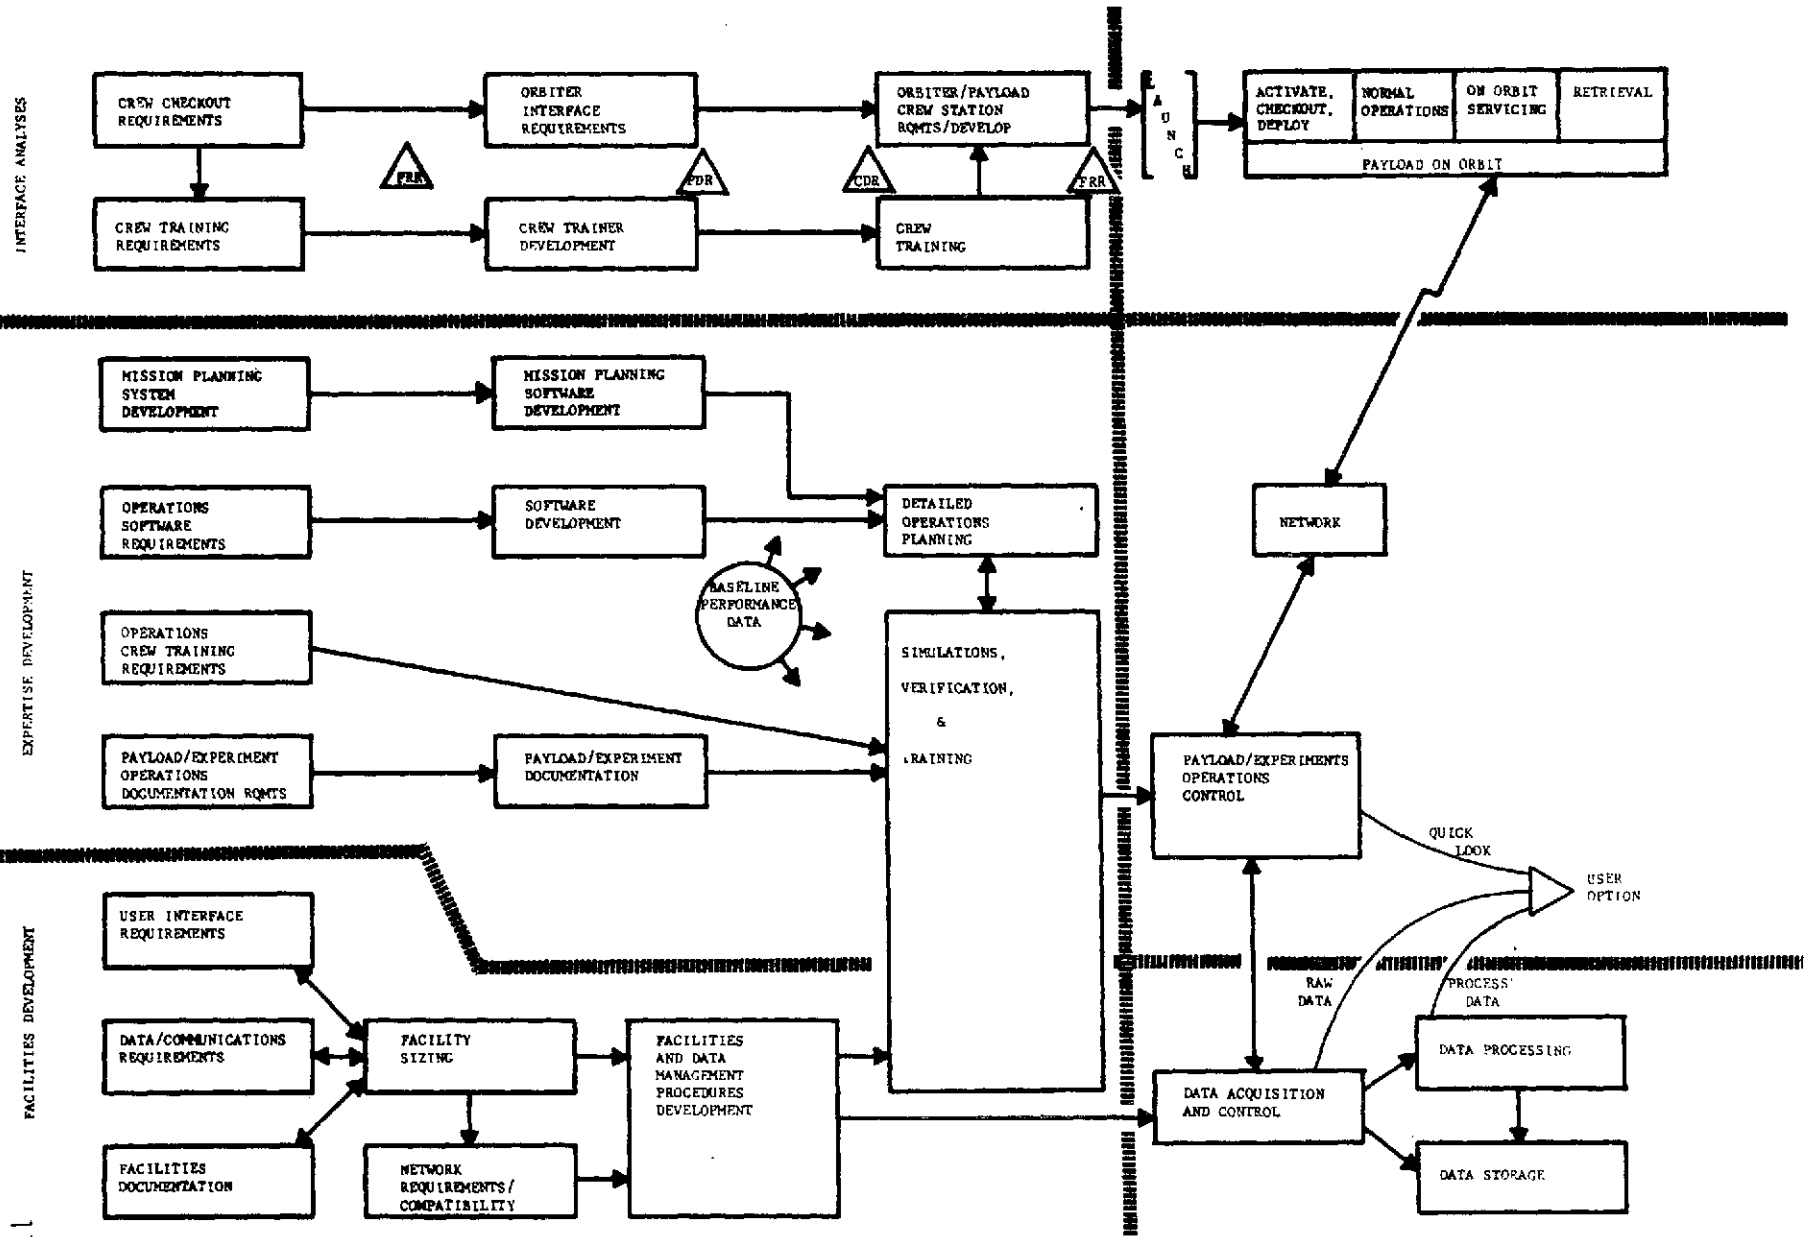 INTERFACE ANALYSES
CREW CHECKOUT
REQUIREMENTS
ORBITER
INTERFACE
REQUIREMENTS
ORBITER/PAYLOAD
CREW STATION
RQMTS/DEVELOP
LAUNCH
ACTIVATE,
CHECKOUT,
DEPLOY
NORMAL
OPERATIONS
ON ORBIT
SERVICING
RETRIEVAL
PAYLOAD ON ORBIT
PDR
CDR
FRR
CREW TRAINING
REQUIREMENTS
CREW TRAINER
DEVELOPMENT
CREW
TRAINING
EXPERTISE DEVELOPMENT
MISSION PLANNING
SYSTEM
DEVELOPMENT
MISSION PLANNING
SOFTWARE
DEVELOPMENT
OPERATIONS
SOFTWARE
REQUIREMENTS
SOFTWARE
DEVELOPMENT
DETAILED
OPERATIONS
PLANNING
NETWORK
BASELINE
PERFORMANCE
DATA
OPERATIONS
CREW TRAINING
REQUIREMENTS
SIMULATIONS,
VERIFICATION,
&
RAINING
PAYLOAD/EXPERIMENT
OPERATIONS
DOCUMENTATION RQMTS
PAYLOAD/EXPERIMENT
DOCUMENTATION
PAYLOAD/EXPERIMENTS
OPERATIONS
CONTROL
QUICK
LOOK
USER
OPTION
FACILITIES DEVELOPMENT
USER INTERFACE
REQUIREMENTS
RAW
DATA
PROCESS'
DATA
DATA/COMMUNICATIONS
REQUIREMENTS
FACILITY
SIZING
FACILITIES
AND DATA
MANAGEMENT
PROCEDURES
DEVELOPMENT
DATA PROCESSING
DATA ACQUISITION
AND CONTROL
FACILITIES
DOCUMENTATION
NETWORK
REQUIREMENTS/
COMPATIBILITY
DATA STORAGE